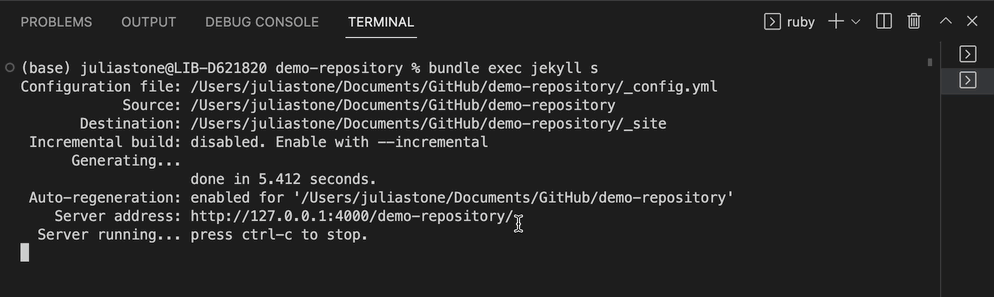 PROBLEMS OUTPUT DEBUG CONSOLE TERMINAL ruby
(base) juliastone@LIB-D621820 demo-repository % bundle exec jekyll s
Configuration file: /Users/juliastone/Documents/GitHub/demo-repository/_config.yml
Source: /Users/juliastone/Documents/GitHub/demo-repository
Destination: /Users/juliastone/Documents/GitHub/demo-repository/_site
Incremental build: disabled. Enable with --incremental
Generating...
done in 5.412 seconds.
Auto-regeneration: enabled for '/Users/juliastone/Documents/GitHub/demo-repository'
Server address: http://127.0.0.1:4000/demo-repository/
Server running... press ctrl-c to stop.